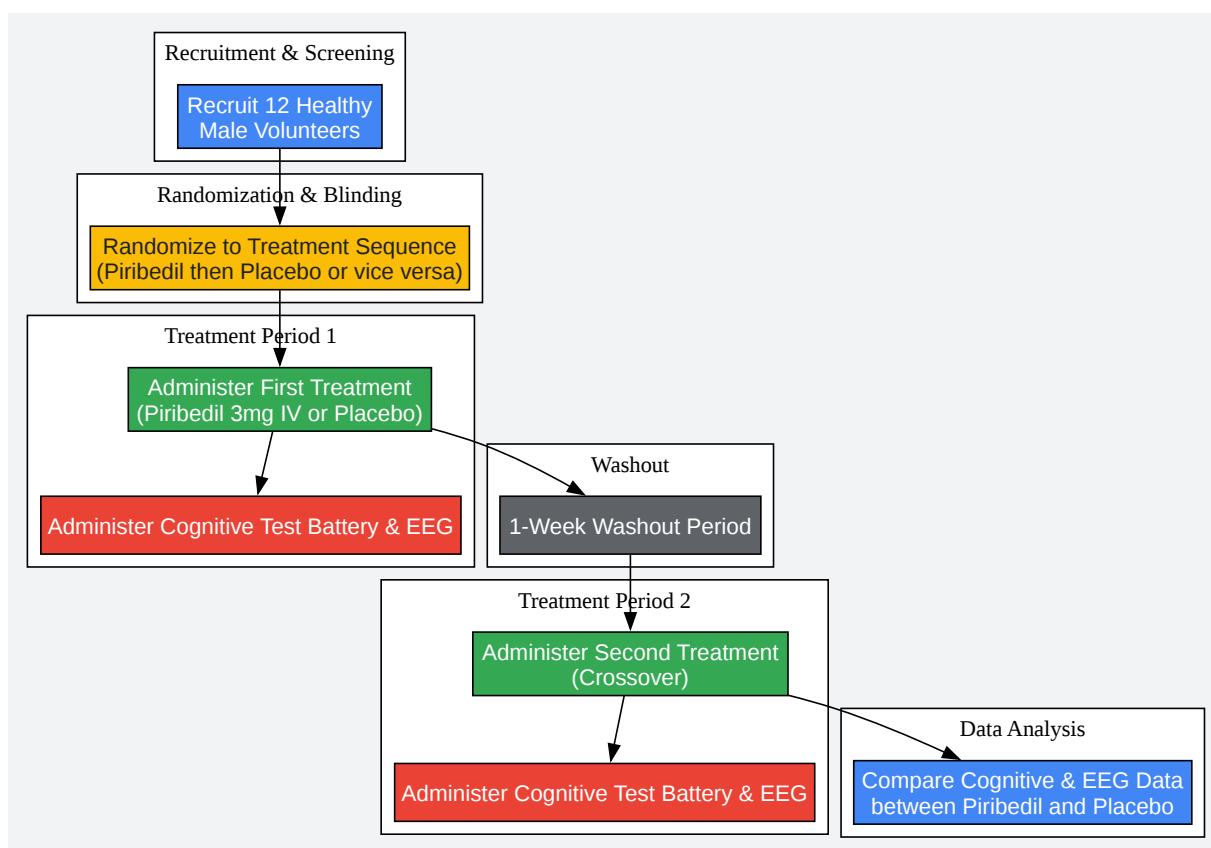 Recruitment & Screening
Recruit 12 Healthy
Male Volunteers
Randomization & Blinding
Randomize to Treatment Sequence
(Piribedil then Placebo or vice versa)
Treatment Period 1
Administer First Treatment
(Piribedil 3mg IV or Placebo)
Administer Cognitive Test Battery & EEG
Washout
1-Week Washout Period
Treatment Period 2
Administer Second Treatment
(Crossover)
Administer Cognitive Test Battery & EEG
Data Analysis
Compare Cognitive & EEG Data
between Piribedil and Placebo